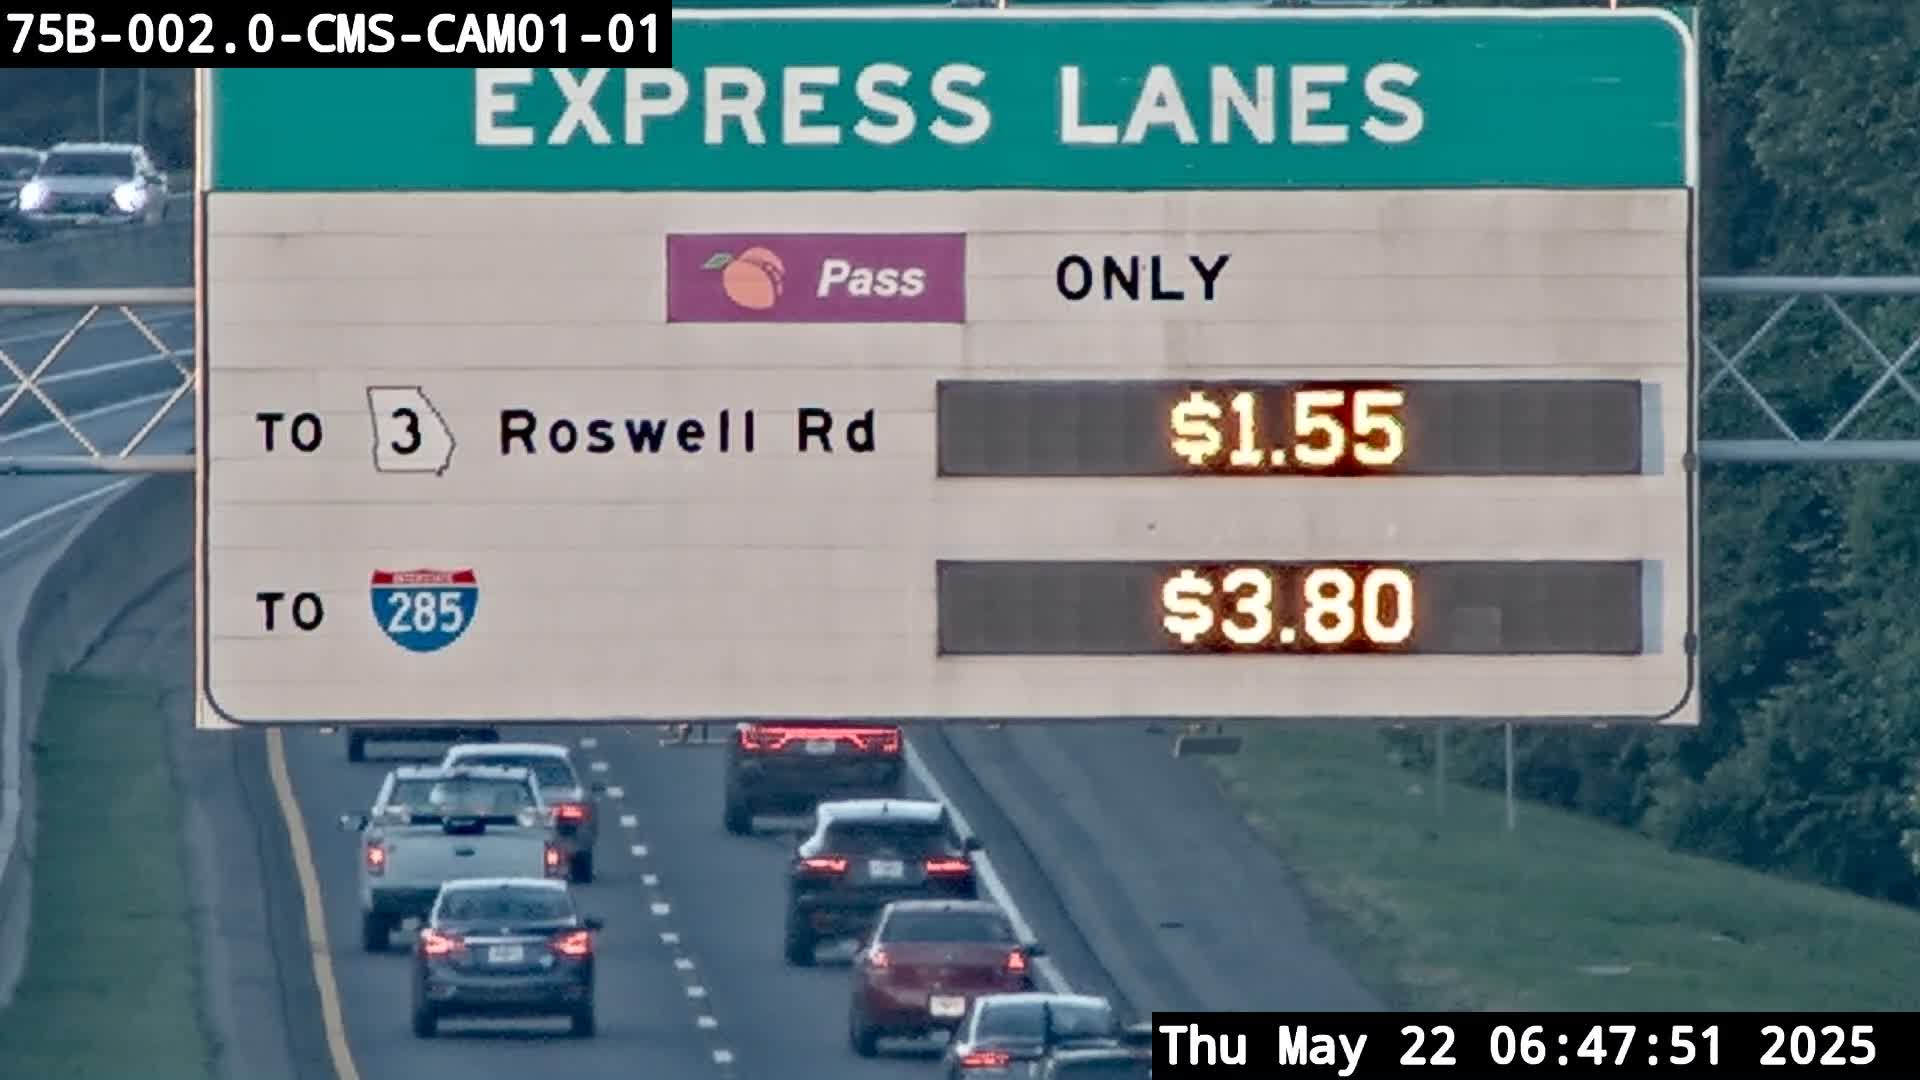 75B-002.0-CMS-CAM01-01
EXPRESS LANES
Pass ONLY
TO 3 Roswell Rd $1.55
TO INTERSTATE 285 $3.80
Thu May 22 06:47:51 2025